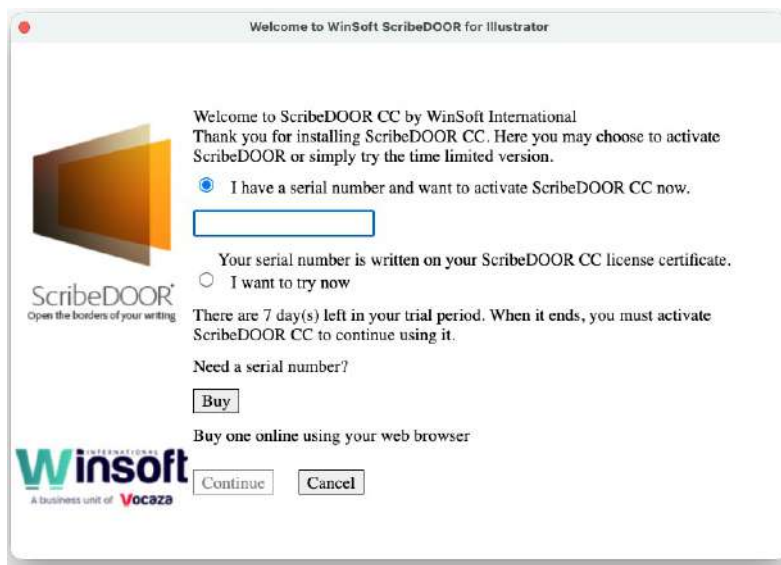 Welcome to WinSoft ScribeDOOR for Illustrator
Welcome to ScribeDOOR CC by WinSoft International
Thank you for installing ScribeDOOR CC. Here you may choose to activate
ScribeDOOR or simply try the time limited version.
I have a serial number and want to activate ScribeDOOR CC now.
Your serial number is written on your ScribeDOOR CC license certificate.
I want to try now
ScribeDOOR
Open the borders of your writing
There are 7 day(s) left in your trial period. When it ends, you must activate
ScribeDOOR CC to continue using it.
Need a serial number?
Buy
Buy one online using your web browser
INTERNATIONAL
Winsoft
A business unit of Vocaza
Continue Cancel